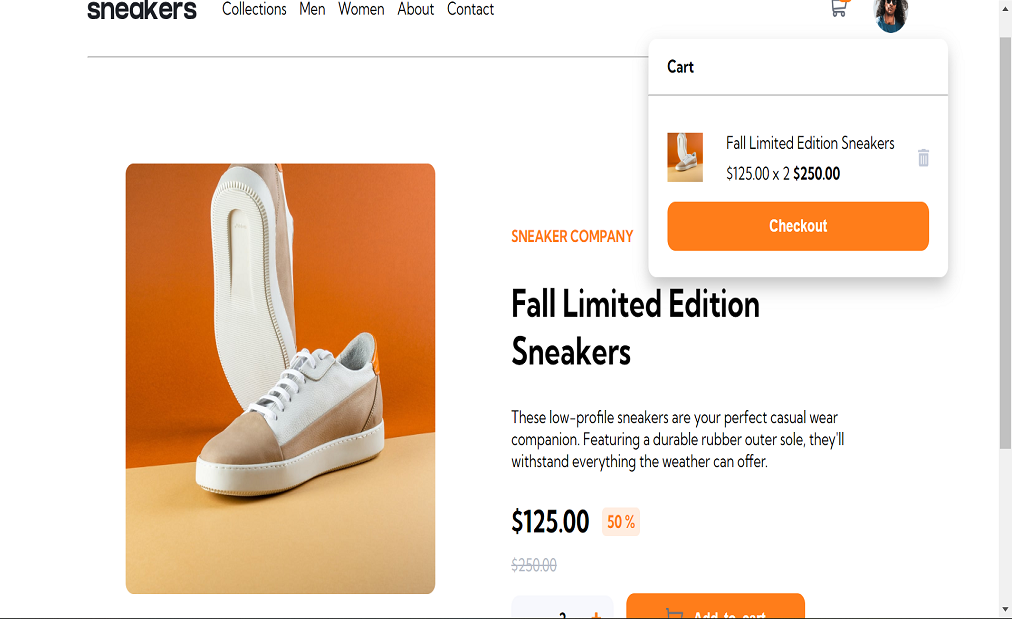 sneakers Collections Men Women About Contact
Cart
Fall Limited Edition Sneakers
$125.00 x 2 $250.00
Checkout
SNEAKER COMPANY
Fall Limited Edition
Sneakers
These low-profile sneakers are your perfect casual wear
companion. Featuring a durable rubber outer sole, they'll
withstand everything the weather can offer.
$125.00 50 %
$250.00
2 + Add to cart